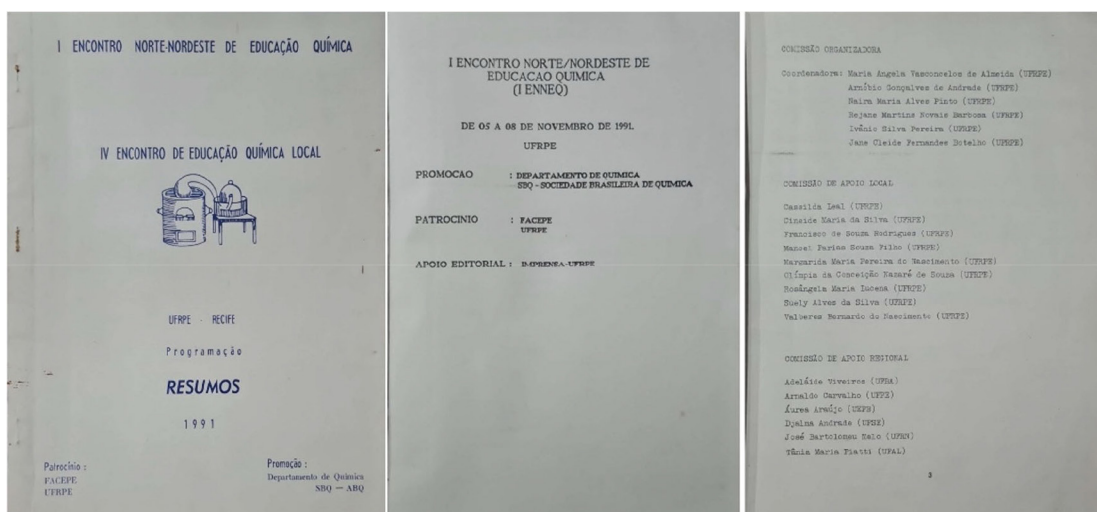 I ENCONTRO NORTE-NORDESTE DE EDUCAÇÃO QUÍMICA
IV ENCONTRO DE EDUCAÇÃO QUÍMICA LOCAL
UFRPE - RECIFE
Programação
RESUMOS
1991
Patrocínio :
FACEPE
UFRPE
Promoção :
Departamento de Química
SBQ — ABQ
I ENCONTRO NORTE/NORDESTE DE
EDUCACAO QUIMICA
(I ENNEQ)
DE 05 A 08 DE NOVEMBRO DE 1991.
UFRPE
PROMOCAO : DEPARTAMENTO DE QUIMICA
SBQ - SOCIEDADE BRASILEIRA DE QUIMICA
PATROCINIO : FACEPE
UFRPE
APOIO EDITORIAL : IMPRENSA-UFRPE
COMISSÃO ORGANIZADORA
Coordenadora: Maria Angela Vasconcelos de Almeida (UFRPE)
Arnóbio Gonçalves de Andrade (UFRPE)
Naira Maria Alves Pinto (UFRPE)
Rejane Martins Novais Barbosa (UFRPE)
Ivânio Silva Pereira (UFRPE)
Jane Cleide Fernandes Botelho (UFRPE)
COMISSÃO DE APOIO LOCAL
Cassilda Leal (UFRPE)
Maria da Silva (UFRPE)
Francisco de Souza Rodrigues (UFRPE)
Manoel Farias Souza Filho (UFRPE)
Margarida Maria Pereira do Nascimento (UFRPE)
Olímpia da Conceição Nazaré de Souza (UFRPE)
Rosângela Maria Lucena (UFRPE)
Suely Alves da Silva (UFRPE)
Valberes Bernardo do Nascimento (UFRPE)
COMISSÃO DE APOIO REGIONAL
Adelaide Viveiros (UFBA)
Arnaldo Carvalho (UFPE)
Áurea Araújo (UEPB)
Djalma Andrade (UFSE)
José Bartolomeu (UFRN)
Tânia Maria Piatti (UFAL)
3